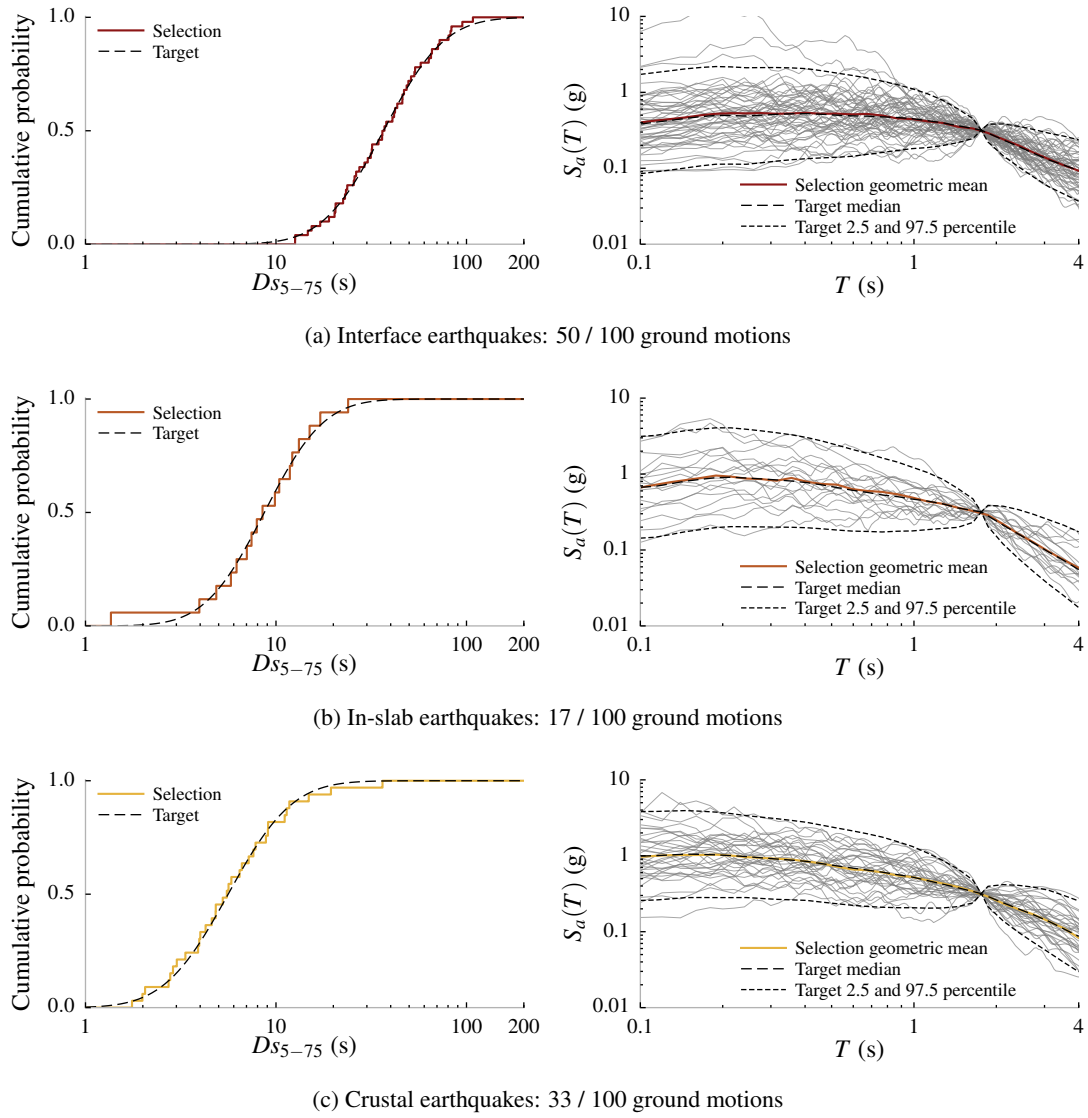 Cumulative probability
1.0
0.5
0.0
Selection
Target
1
10
100
200
Ds5−75 (s)
Sa(T) (g)
10
1
0.1
0.01
Selection geometric mean
Target median
Target 2.5 and 97.5 percentile
0.1
1
4
T (s)
(a) Interface earthquakes: 50 / 100 ground motions
Cumulative probability
1.0
0.5
0.0
Selection
Target
1
10
100
200
Ds5−75 (s)
Sa(T) (g)
10
1
0.1
0.01
Selection geometric mean
Target median
Target 2.5 and 97.5 percentile
0.1
1
4
T (s)
(b) In-slab earthquakes: 17 / 100 ground motions
Cumulative probability
1.0
0.5
0.0
Selection
Target
1
10
100
200
Ds5−75 (s)
Sa(T) (g)
10
1
0.1
0.01
Selection geometric mean
Target median
Target 2.5 and 97.5 percentile
0.1
1
4
T (s)
(c) Crustal earthquakes: 33 / 100 ground motions